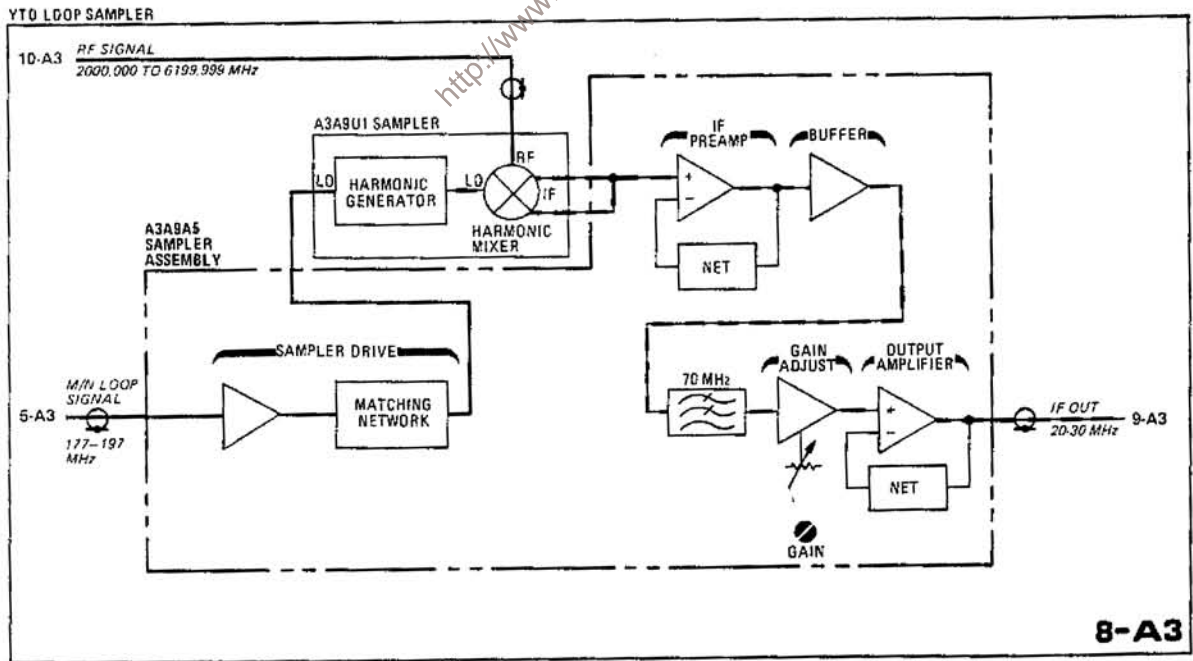 YTO LOOP SAMPLER
10-A3
RF SIGNAL
2000.000 TO 6199.999 MHz
http://www.
A3A9U1 SAMPLER
LO
HARMONIC
GENERATOR
LO
RF
IF
HARMONIC
MIXER
IF
PREAMP
BUFFER
NET
A3A9A5
SAMPLER
ASSEMBLY
SAMPLER DRIVE
M/N LOOP
SIGNAL
5-A3
177-197
MHz
MATCHING
NETWORK
70 MHz
GAIN
ADJUST
OUTPUT
AMPLIFIER
NET
GAIN
IF OUT
20-30 MHz
9-A3
8-A3